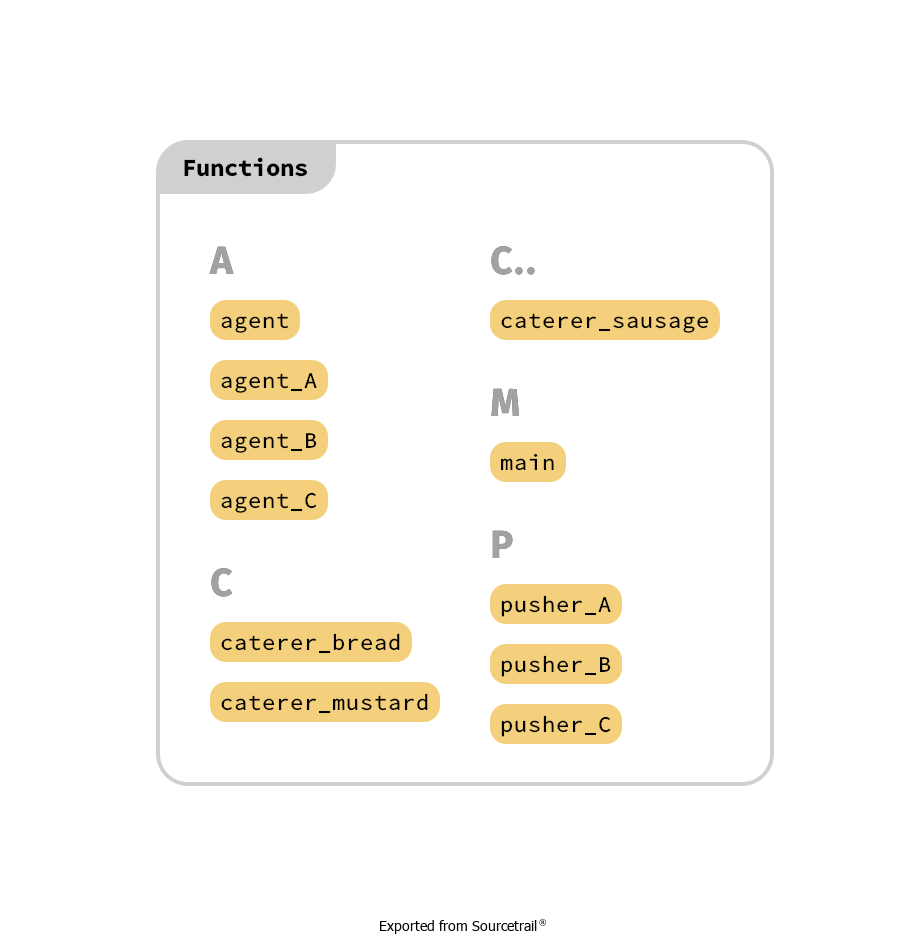 Functions
A
agent
agent_A
agent_B
agent_C
C
caterer_bread
caterer_mustard
C..
caterer_sausage
M
main
P
pusher_A
pusher_B
pusher_C
Exported from Sourcetrail®